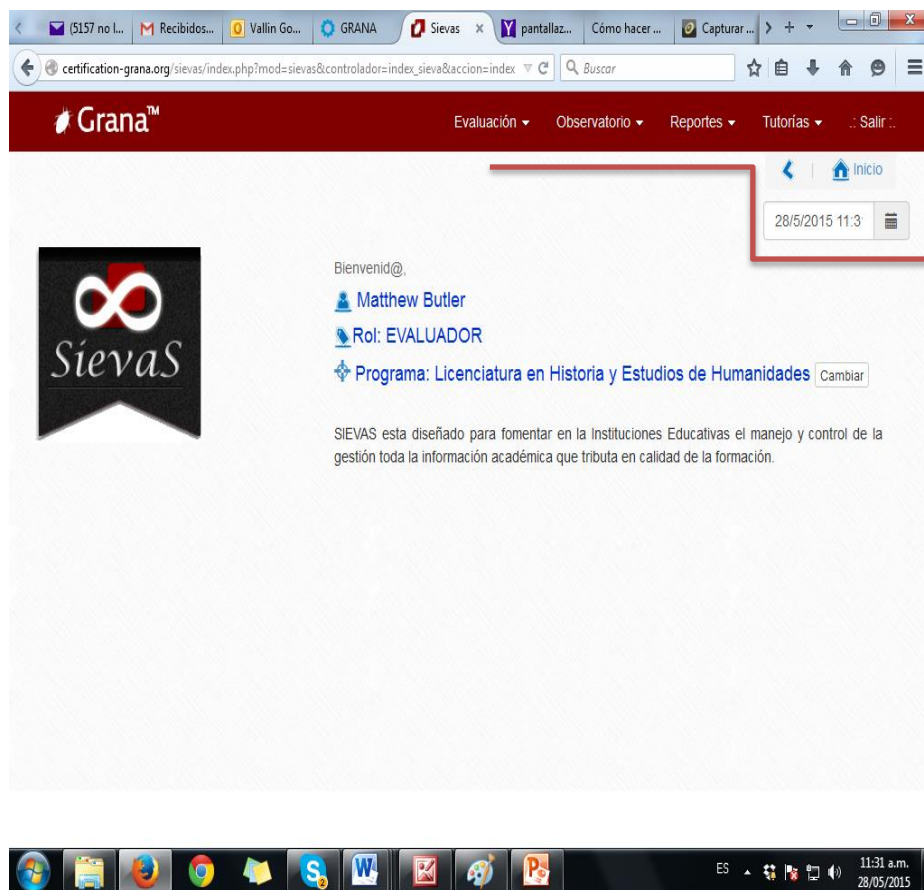 (5157 no l... Recibidos... Vallin Go... GRANA Sievas pantallaz... Cómo hacer ... Capturar ...
certification-grana.org/sievas/index.php?mod=sievas&controlador=index_sieva&accion=index Buscar
Grana™ Evaluación Observatorio Reportes Tutorías .: Salir :.
Inicio
28/5/2015 11:3
Bienvenid@,
Matthew Butler
Rol: EVALUADOR
Programa: Licenciatura en Historia y Estudios de Humanidades Cambiar
SievaS
SIEVAS esta diseñado para fomentar en la Instituciones Educativas el manejo y control de la
gestión toda la información académica que tributa en calidad de la formación.
ES 11:31 a.m.
28/05/2015